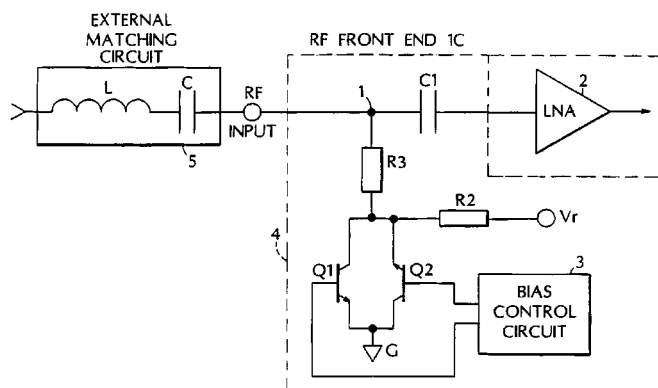 EXTERNAL
MATCHING
CIRCUIT
RF FRONT END 1C
L
C
RF
INPUT
5
1
C1
2
LNA
R3
R2
Vr
4
Q1
Q2
3
BIAS
CONTROL
CIRCUIT
G